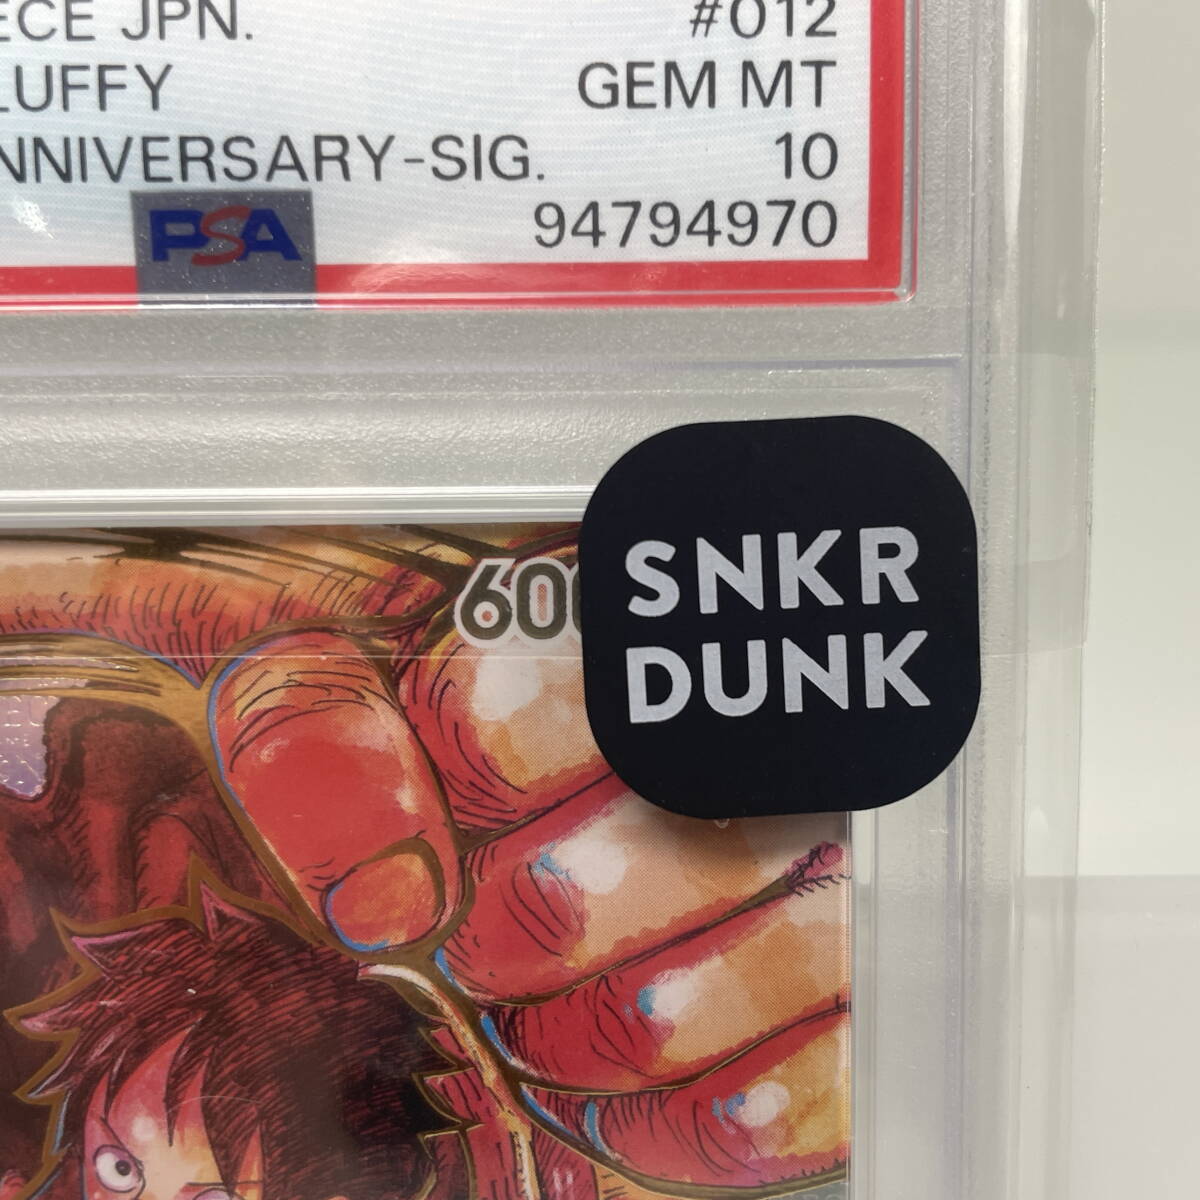 ECE JPN. #012
LUFFY GEM MT
NNIVERSARY-SIG. 10
PSA 94794970
SNKR
DUNK